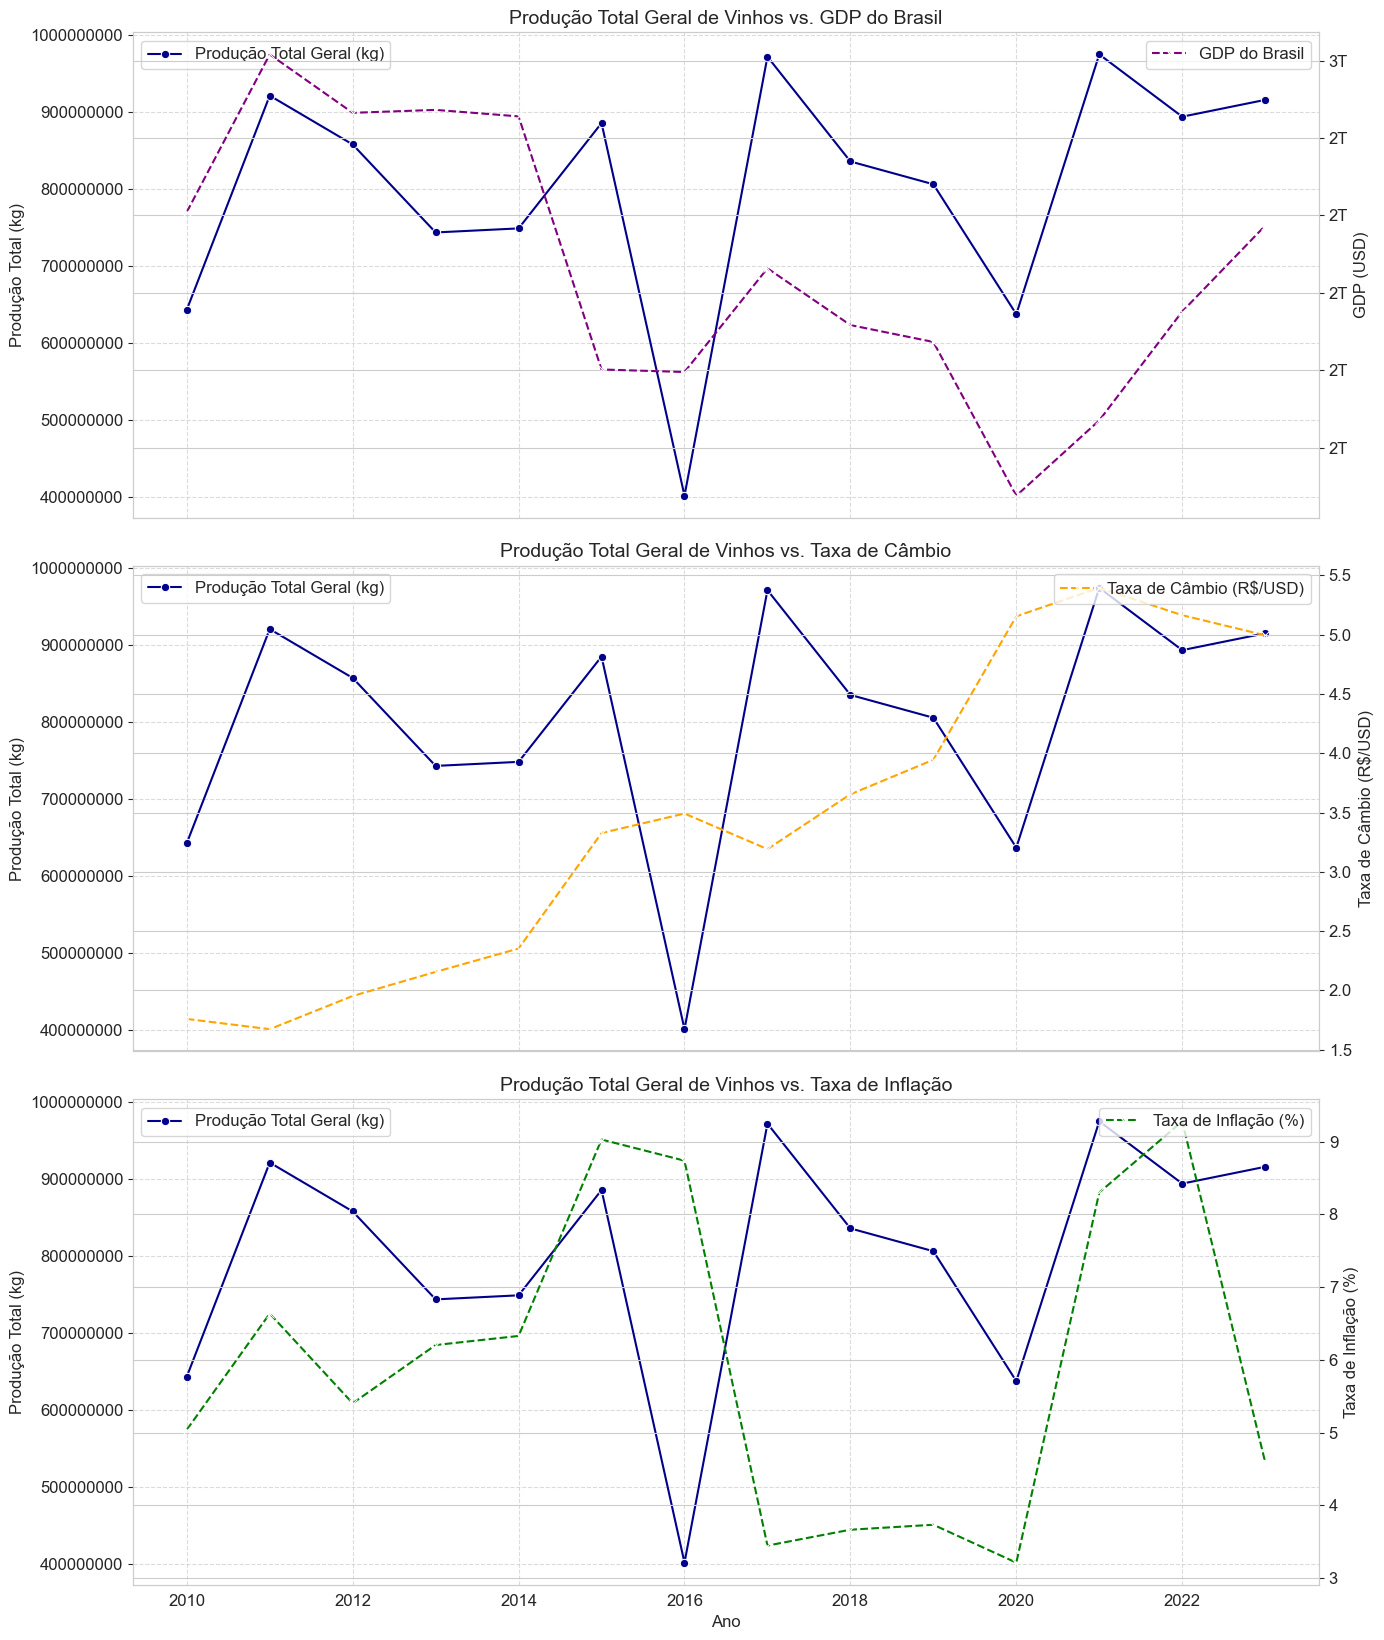 Produção Total Geral de Vinhos vs. GDP do Brasil
Produção Total Geral (kg)
GDP do Brasil
Produção Total (kg)
1000000000
900000000
800000000
700000000
600000000
500000000
400000000
3T
2T
2T
2T
2T
2T
GDP (USD)
Produção Total Geral de Vinhos vs. Taxa de Câmbio
Produção Total Geral (kg)
Taxa de Câmbio (R$/USD)
Produção Total (kg)
1000000000
900000000
800000000
700000000
600000000
500000000
400000000
5.5
5.0
4.5
4.0
3.5
3.0
2.5
2.0
1.5
Taxa de Câmbio (R$/USD)
Produção Total Geral de Vinhos vs. Taxa de Inflação
Produção Total Geral (kg)
Taxa de Inflação (%)
Produção Total (kg)
1000000000
900000000
800000000
700000000
600000000
500000000
400000000
9
8
7
6
5
4
3
Taxa de Inflação (%)
2010 2012 2014 2016 2018 2020 2022
Ano